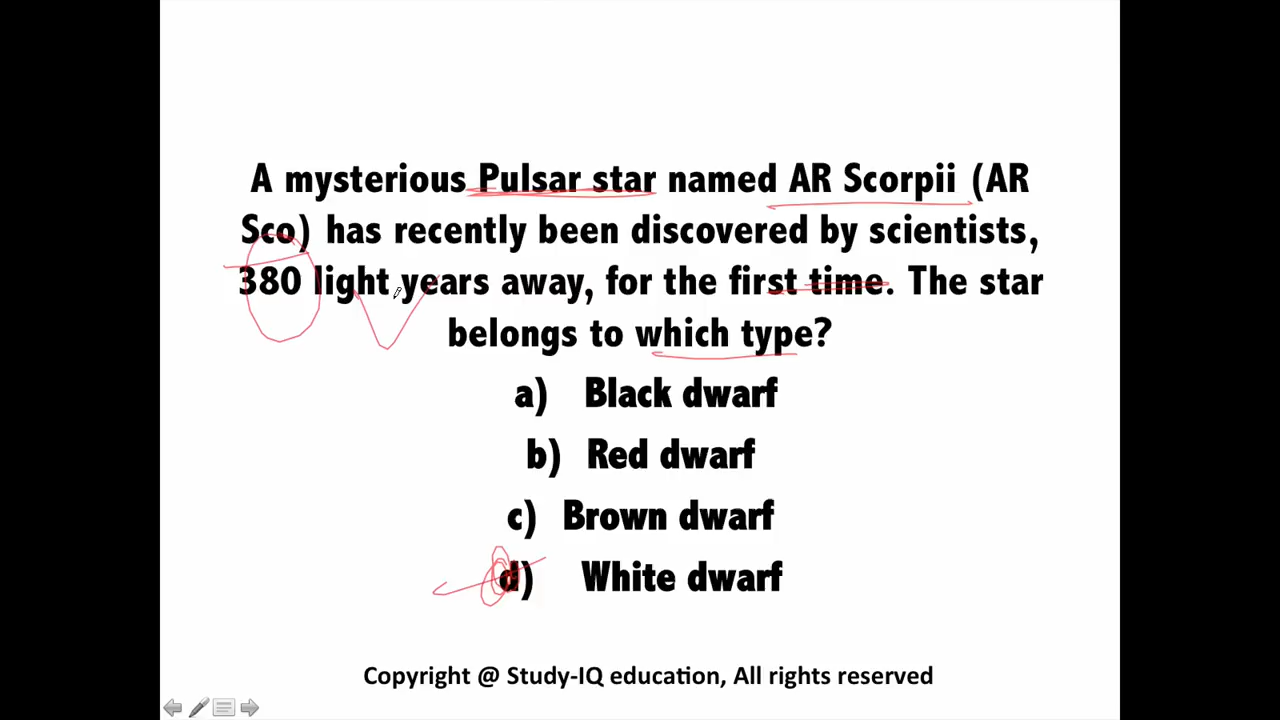 A mysterious Pulsar star named AR Scorpii (AR
Sco) has recently been discovered by scientists,
380 light years away, for the first time. The star
belongs to which type?
a) Black dwarf
b) Red dwarf
c) Brown dwarf
d) White dwarf
Copyright @ Study-IQ education, All rights reserved